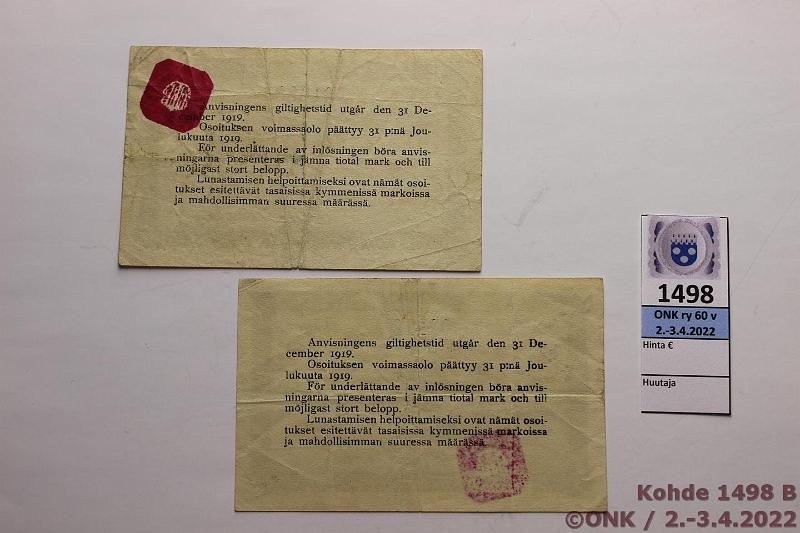 Anvisningens giltighetstid utgår den 31 De-
cember 1919.
Osoituksen voimassaolo päättyy 31 p:nä Jou-
lukuuta 1919.
För underlättande av inlösningen böra anvis-
ningarna presenteras i jämna tiotal mark och till
möjligast stort belopp.
Lunastamisen helpoittamiseksi ovat nämät osoi-
tukset esitettävät tasaisissa kymmenissä markoissa
ja mahdollisimman suuressa määrässä.
Anvisningens giltighetstid utgår den 31 De-
cember 1919.
Osoituksen voimassaolo päättyy 31 p:nä Jou-
lukuuta 1919.
För underlättande av inlösningen böra anvis-
ningarna presenteras i jämna tiotal mark och till
möjligast stort belopp.
Lunastamisen helpoittamiseksi ovat nämät osoi-
tukset esitettävät tasaisissa kymmenissä markoissa
ja mahdollisimman suuressa määrässä.
1498
ONK ry 60 v
2.-3.4.2022
Hinta €
Huutaja
Kohde 1498 B
©ONK / 2.-3.4.2022